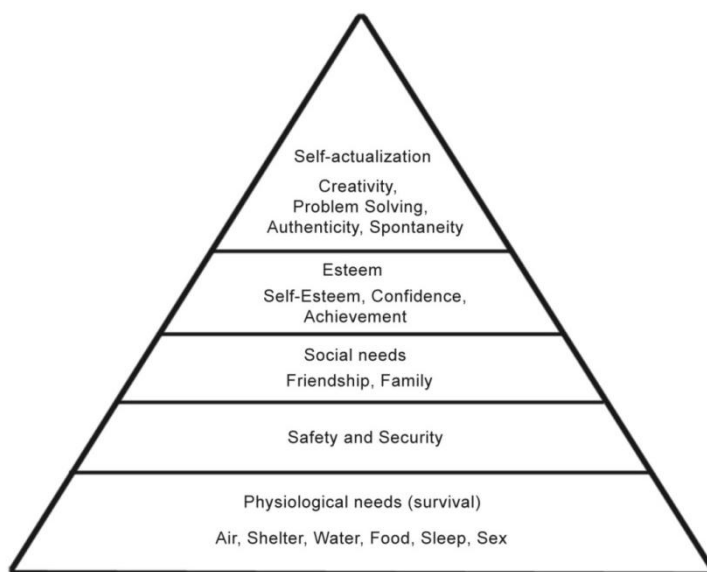 Self-actualization
Creativity,
Problem Solving,
Authenticity, Spontaneity
Esteem
Self-Esteem, Confidence,
Achievement
Social needs
Friendship, Family
Safety and Security
Physiological needs (survival)
Air, Shelter, Water, Food, Sleep, Sex